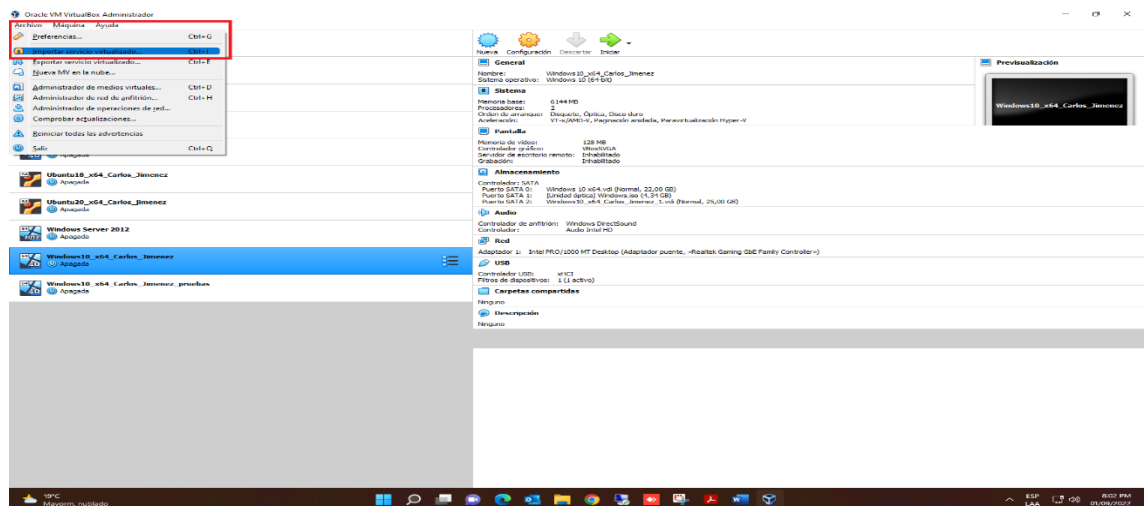 Oracle VM VirtualBox Administrador
Archivo Máquina Ayuda
Preferencias... Ctrl+G
Importar servicio virtualizado... Ctrl+I
Exportar servicio virtualizado... Ctrl+E
Nueva MV en la nube...
Administrador de medios virtuales... Ctrl+D
Administrador de red de anfitrión... Ctrl+H
Administrador de operaciones de red...
Comprobar actualizaciones...
Reiniciar todas las advertencias
Salir Ctrl+Q
Apagada
Ubuntu18_x64_Carlos_Jimenez
Apagada
Ubuntu20_x64_Carlos_Jimenez
Apagada
Windows Server 2012
Apagada
Windows10_x64_Carlos_Jimenez
Apagada
Windows10_x64_Carlos_Jimenez_pruebas
Apagada
Nueva Configuración Descartar Iniciar
General
Nombre: Windows10_x64_Carlos_Jimenez
Sistema operativo: Windows 10 (64-bit)
Sistema
Memoria base: 6144 MB
Procesadores: 2
Orden de arranque: Disquete, Óptica, Disco duro
Aceleración: VT-x/AMD-V, Paginación anidada, Paravirtualización Hyper-V
Pantalla
Memoria de vídeo: 128 MB
Controlador gráfico: VBoxSVGA
Servidor de escritorio remoto: Inhabilitado
Grabación: Inhabilitado
Almacenamiento
Controlador: SATA
Puerto SATA 0: Windows 10 x64.vdi (Normal, 22,00 GB)
Puerto SATA 1: [Unidad óptica] Windows.iso (4,34 GB)
Puerto SATA 2: Windows10_x64_Carlos_Jimenez_1.vdi (Normal, 25,00 GB)
Audio
Controlador de anfitrión: Windows DirectSound
Controlador: Audio Intel HD
Red
Adaptador 1: Intel PRO/1000 MT Desktop (Adaptador puente, «Realtek Gaming GbE Family Controller»)
USB
Controlador USB: xHCI
Filtros de dispositivos: 1 (1 activo)
Carpetas compartidas
Ninguno
Descripción
Ninguno
Previsualización
Windows10_x64_Carlos_Jimenez
19°C
Mayorm. nublado
ESP
LAA
8:02 PM
01/09/2022